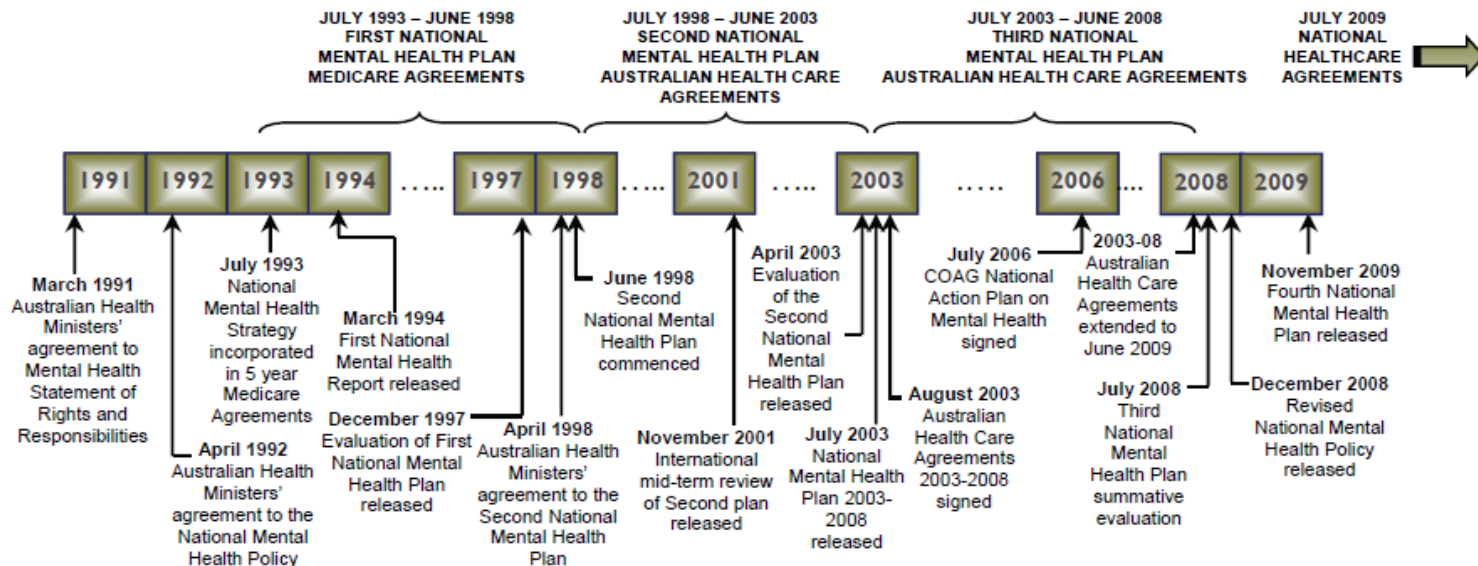 JULY 1993 – JUNE 1998
FIRST NATIONAL
MENTAL HEALTH PLAN
MEDICARE AGREEMENTS
JULY 1998 – JUNE 2003
SECOND NATIONAL
MENTAL HEALTH PLAN
AUSTRALIAN HEALTH CARE
AGREEMENTS
JULY 2003 – JUNE 2008
THIRD NATIONAL
MENTAL HEALTH PLAN
AUSTRALIAN HEALTH CARE AGREEMENTS
JULY 2009
NATIONAL
HEALTHCARE
AGREEMENTS
1991 1992 1993 1994 ..... 1997 1998 ..... 2001 ..... 2003 ..... 2006 .... 2008 2009
March 1991
Australian Health
Ministers'
agreement to
Mental Health
Statement of
Rights and
Responsibilities
April 1992
Australian Health
Ministers'
agreement to the
National Mental
Health Policy
July 1993
National
Mental Health
Strategy
incorporated
in 5 year
Medicare
Agreements
March 1994
First National
Mental Health
Report released
December 1997
Evaluation of First
National Mental
Health Plan
released
April 1998
Australian Health
Ministers'
agreement to the
Second National
Mental Health
Plan
June 1998
Second
National Mental
Health Plan
commenced
November 2001
International
mid-term review
of Second plan
released
April 2003
Evaluation
of the
Second
National
Mental
Health Plan
released
July 2003
National
Mental Health
Plan 2003-
2008
released
August 2003
Australian
Health Care
Agreements
2003-2008
signed
July 2006
COAG National
Action Plan on
Mental Health
signed
2003-08
Australian
Health Care
Agreements
extended to
June 2009
July 2008
Third
National
Mental
Health Plan
summative
evaluation
December 2008
Revised
National Mental
Health Policy
released
November 2009
Fourth National
Mental Health
Plan released